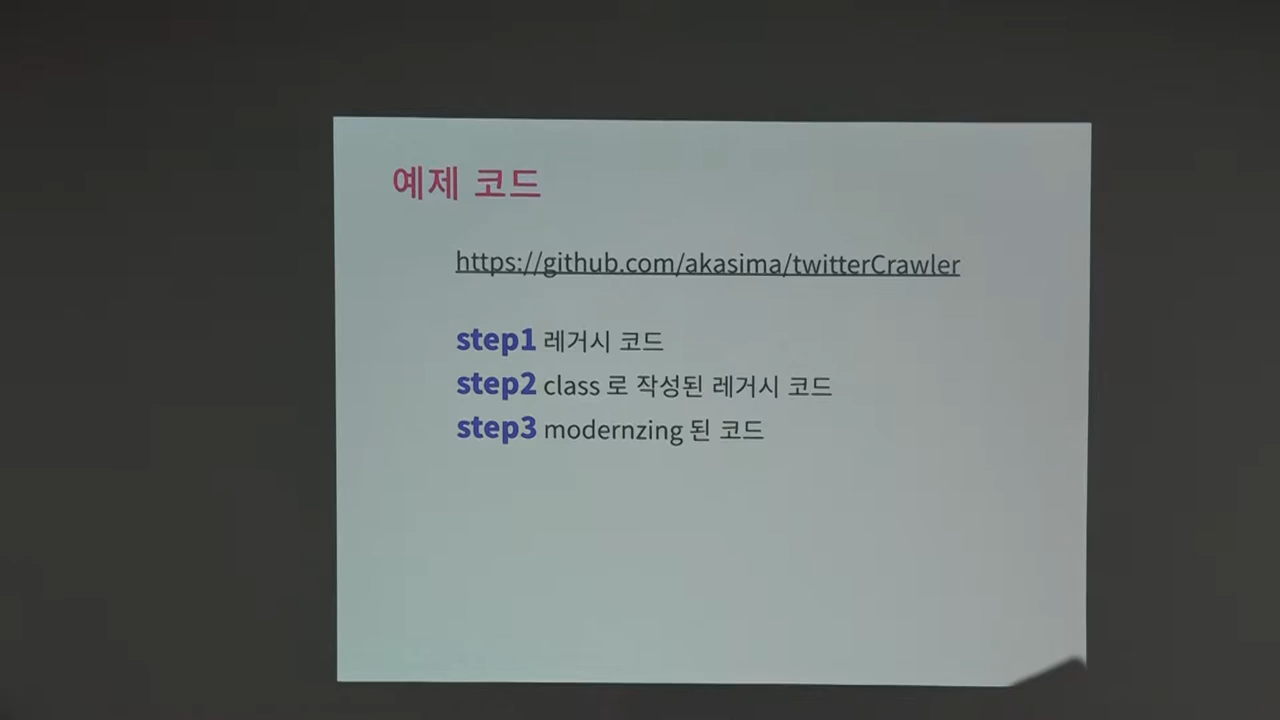 예제 코드
https://github.com/akasima/twitterCrawler
step1 레거시 코드
step2 class 로 작성된 레거시 코드
step3 modernzing 된 코드